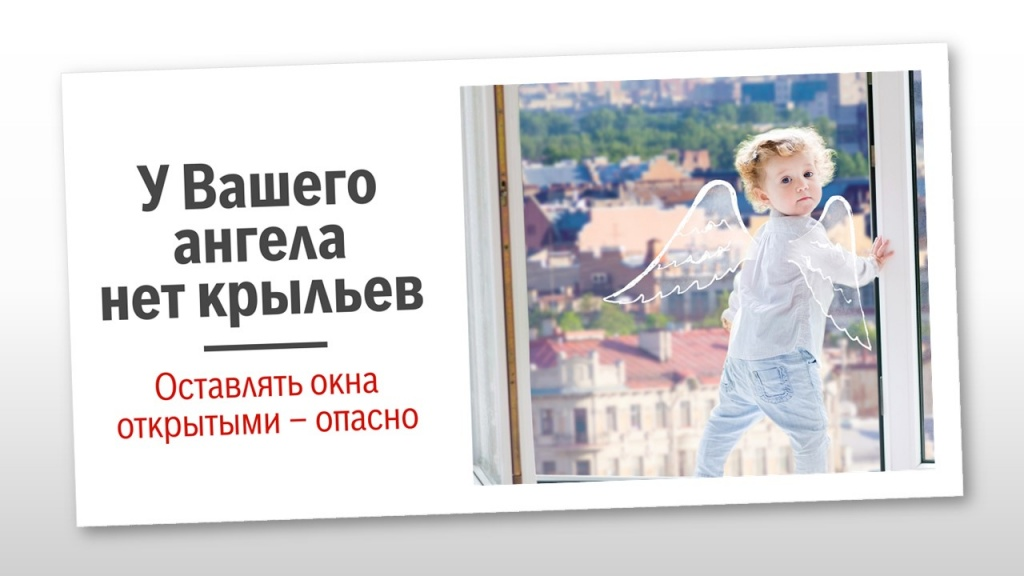 У Вашего
ангела
нет крыльев
Оставлять окна
открытыми – опасно